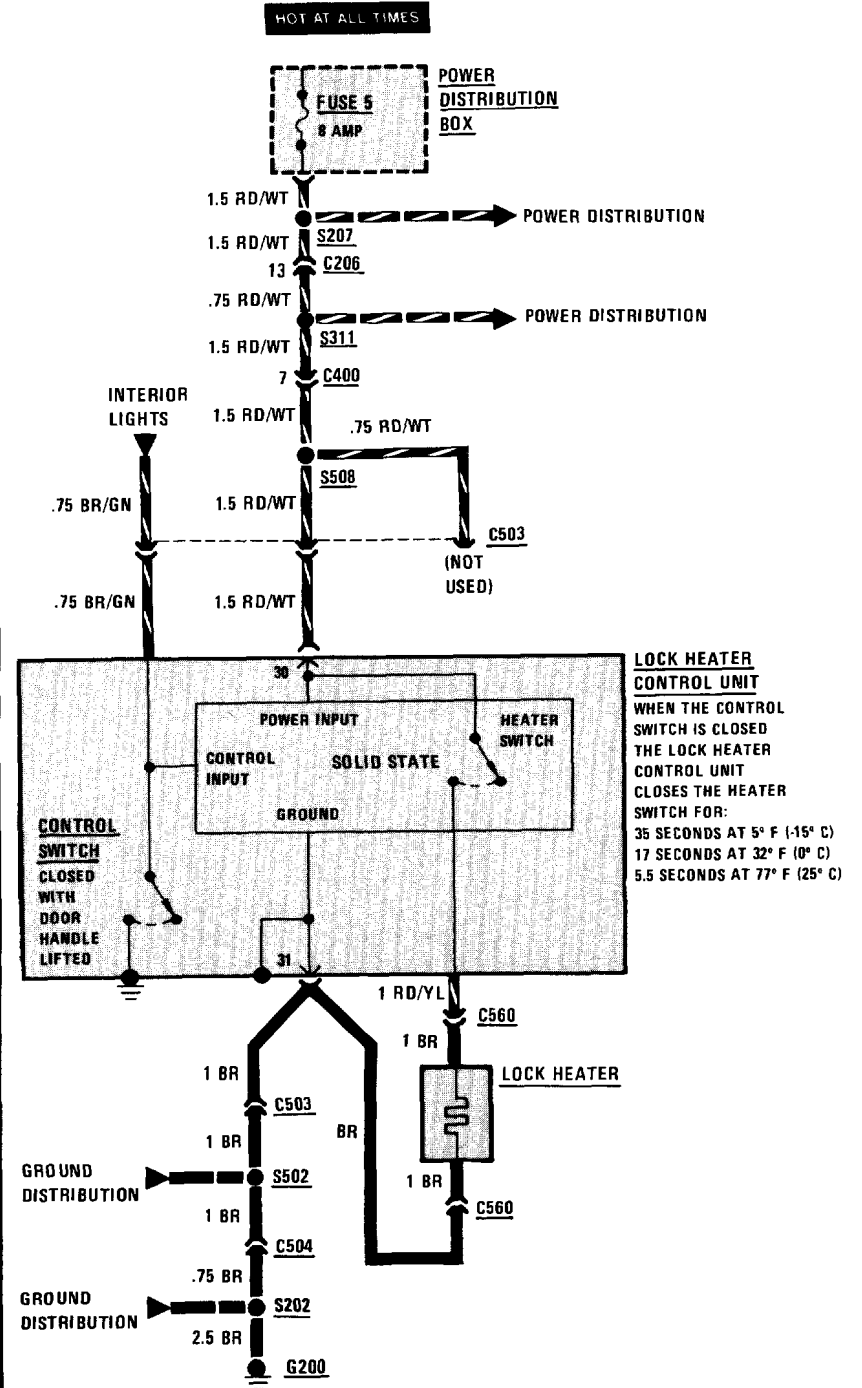 HOT AT ALL TIMES
POWER
DISTRIBUTION
BOX
FUSE 5
8 AMP
1.5 RD/WT
POWER DISTRIBUTION
S207
1.5 RD/WT
13
C206
.75 RD/WT
POWER DISTRIBUTION
S311
1.5 RD/WT
7
C400
INTERIOR
LIGHTS
1.5 RD/WT
.75 RD/WT
S508
.75 BR/GN
1.5 RD/WT
C503
(NOT
USED)
.75 BR/GN
1.5 RD/WT
LOCK HEATER
CONTROL UNIT
WHEN THE CONTROL
SWITCH IS CLOSED
THE LOCK HEATER
CONTROL UNIT
CLOSES THE HEATER
SWITCH FOR:
35 SECONDS AT 5° F (-15° C)
17 SECONDS AT 32° F (0° C)
5.5 SECONDS AT 77° F (25° C)
30
POWER INPUT
HEATER
SWITCH
CONTROL
INPUT
SOLID STATE
GROUND
CONTROL
SWITCH
CLOSED
WITH
DOOR
HANDLE
LIFTED
31
1 RD/YL
C560
1 BR
LOCK HEATER
1 BR
C503
BR
1 BR
GROUND
DISTRIBUTION
S502
1 BR
C560
1 BR
C504
.75 BR
GROUND
DISTRIBUTION
S202
2.5 BR
G200